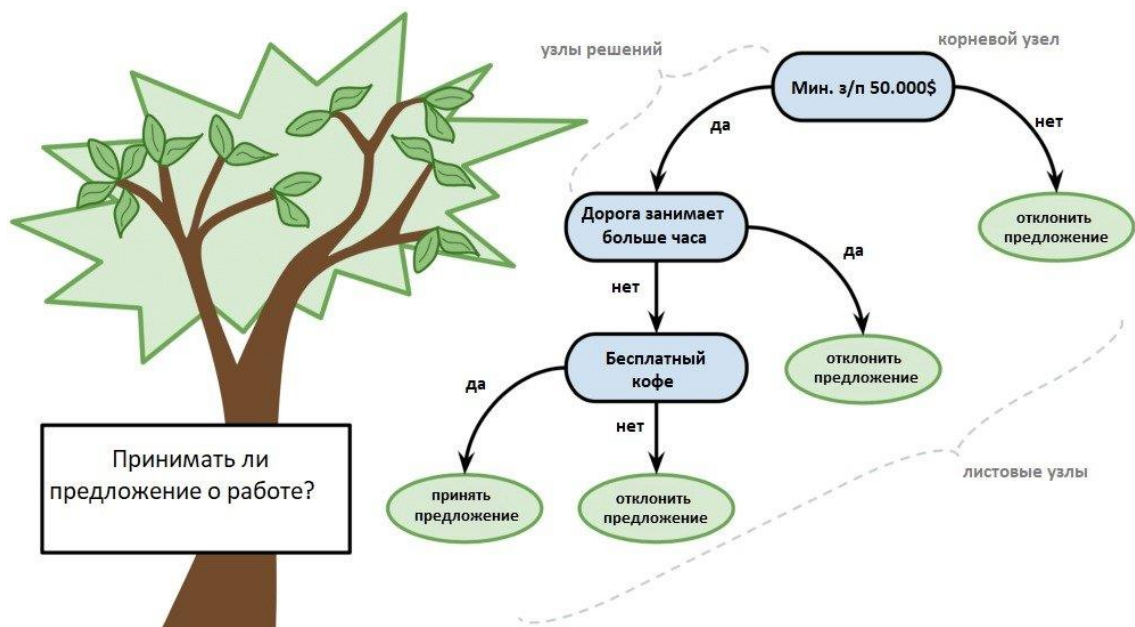 узлы решений
корневой узел
Мин. з/п 50.000$
да
нет
Дорога занимает
больше часа
отклонить
предложение
да
нет
Бесплатный
кофе
отклонить
предложение
да
нет
Принимать ли
предложение о работе?
принять
предложение
отклонить
предложение
листовые узлы